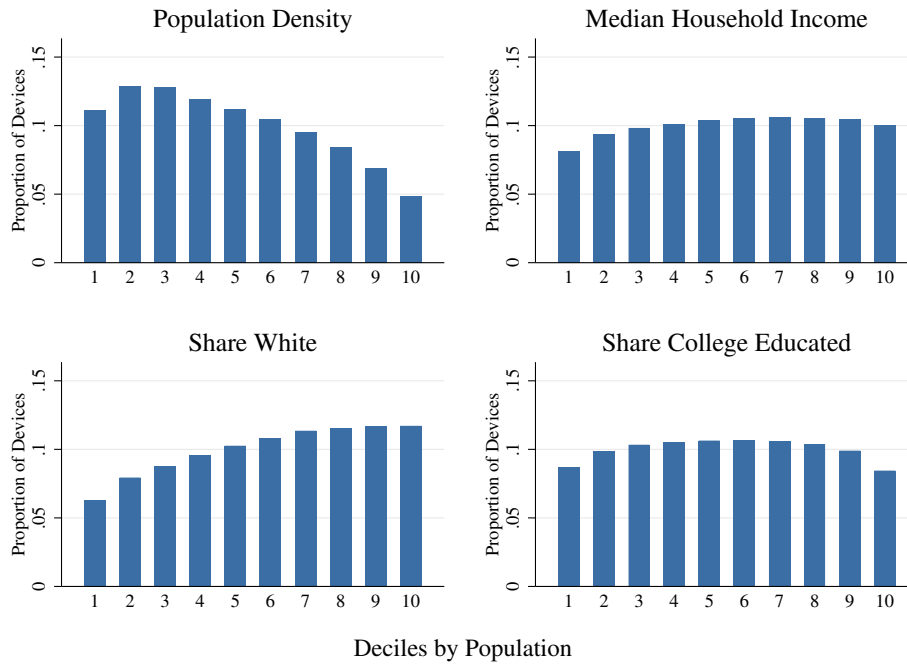 Population Density
Proportion of Devices
0 .05 .1 .15
1 2 3 4 5 6 7 8 9 10
Median Household Income
Proportion of Devices
0 .05 .1 .15
1 2 3 4 5 6 7 8 9 10
Share White
Proportion of Devices
0 .05 .1 .15
1 2 3 4 5 6 7 8 9 10
Share College Educated
Proportion of Devices
0 .05 .1 .15
1 2 3 4 5 6 7 8 9 10
Deciles by Population